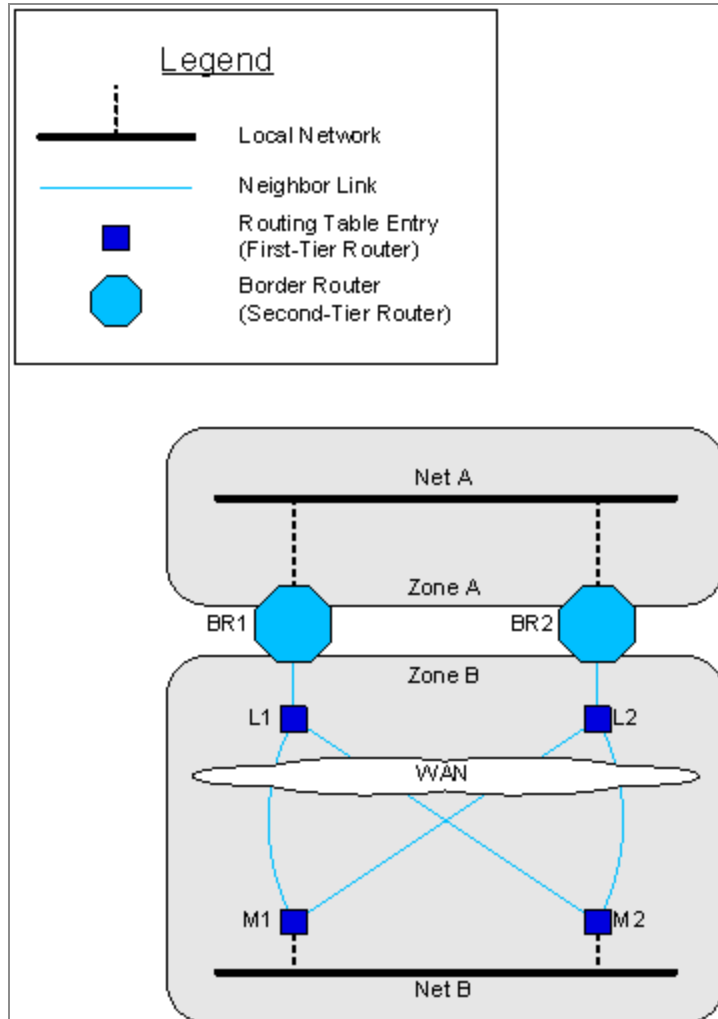 Legend
Local Network
Neighbor Link
Routing Table Entry
(First-Tier Router)
Border Router
(Second-Tier Router)
Net A
Zone A
BR1
BR2
Zone B
L1
L2
WAN
M1
M2
Net B